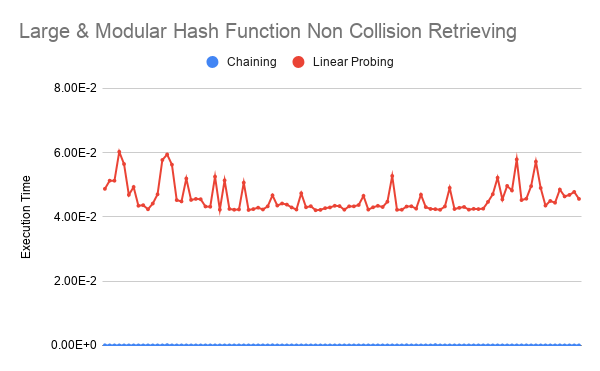 Large & Modular Hash Function Non Collision Retrieving
Chaining Linear Probing
8.00E-2
6.00E-2
4.00E-2
2.00E-2
0.00E+0
Execution Time